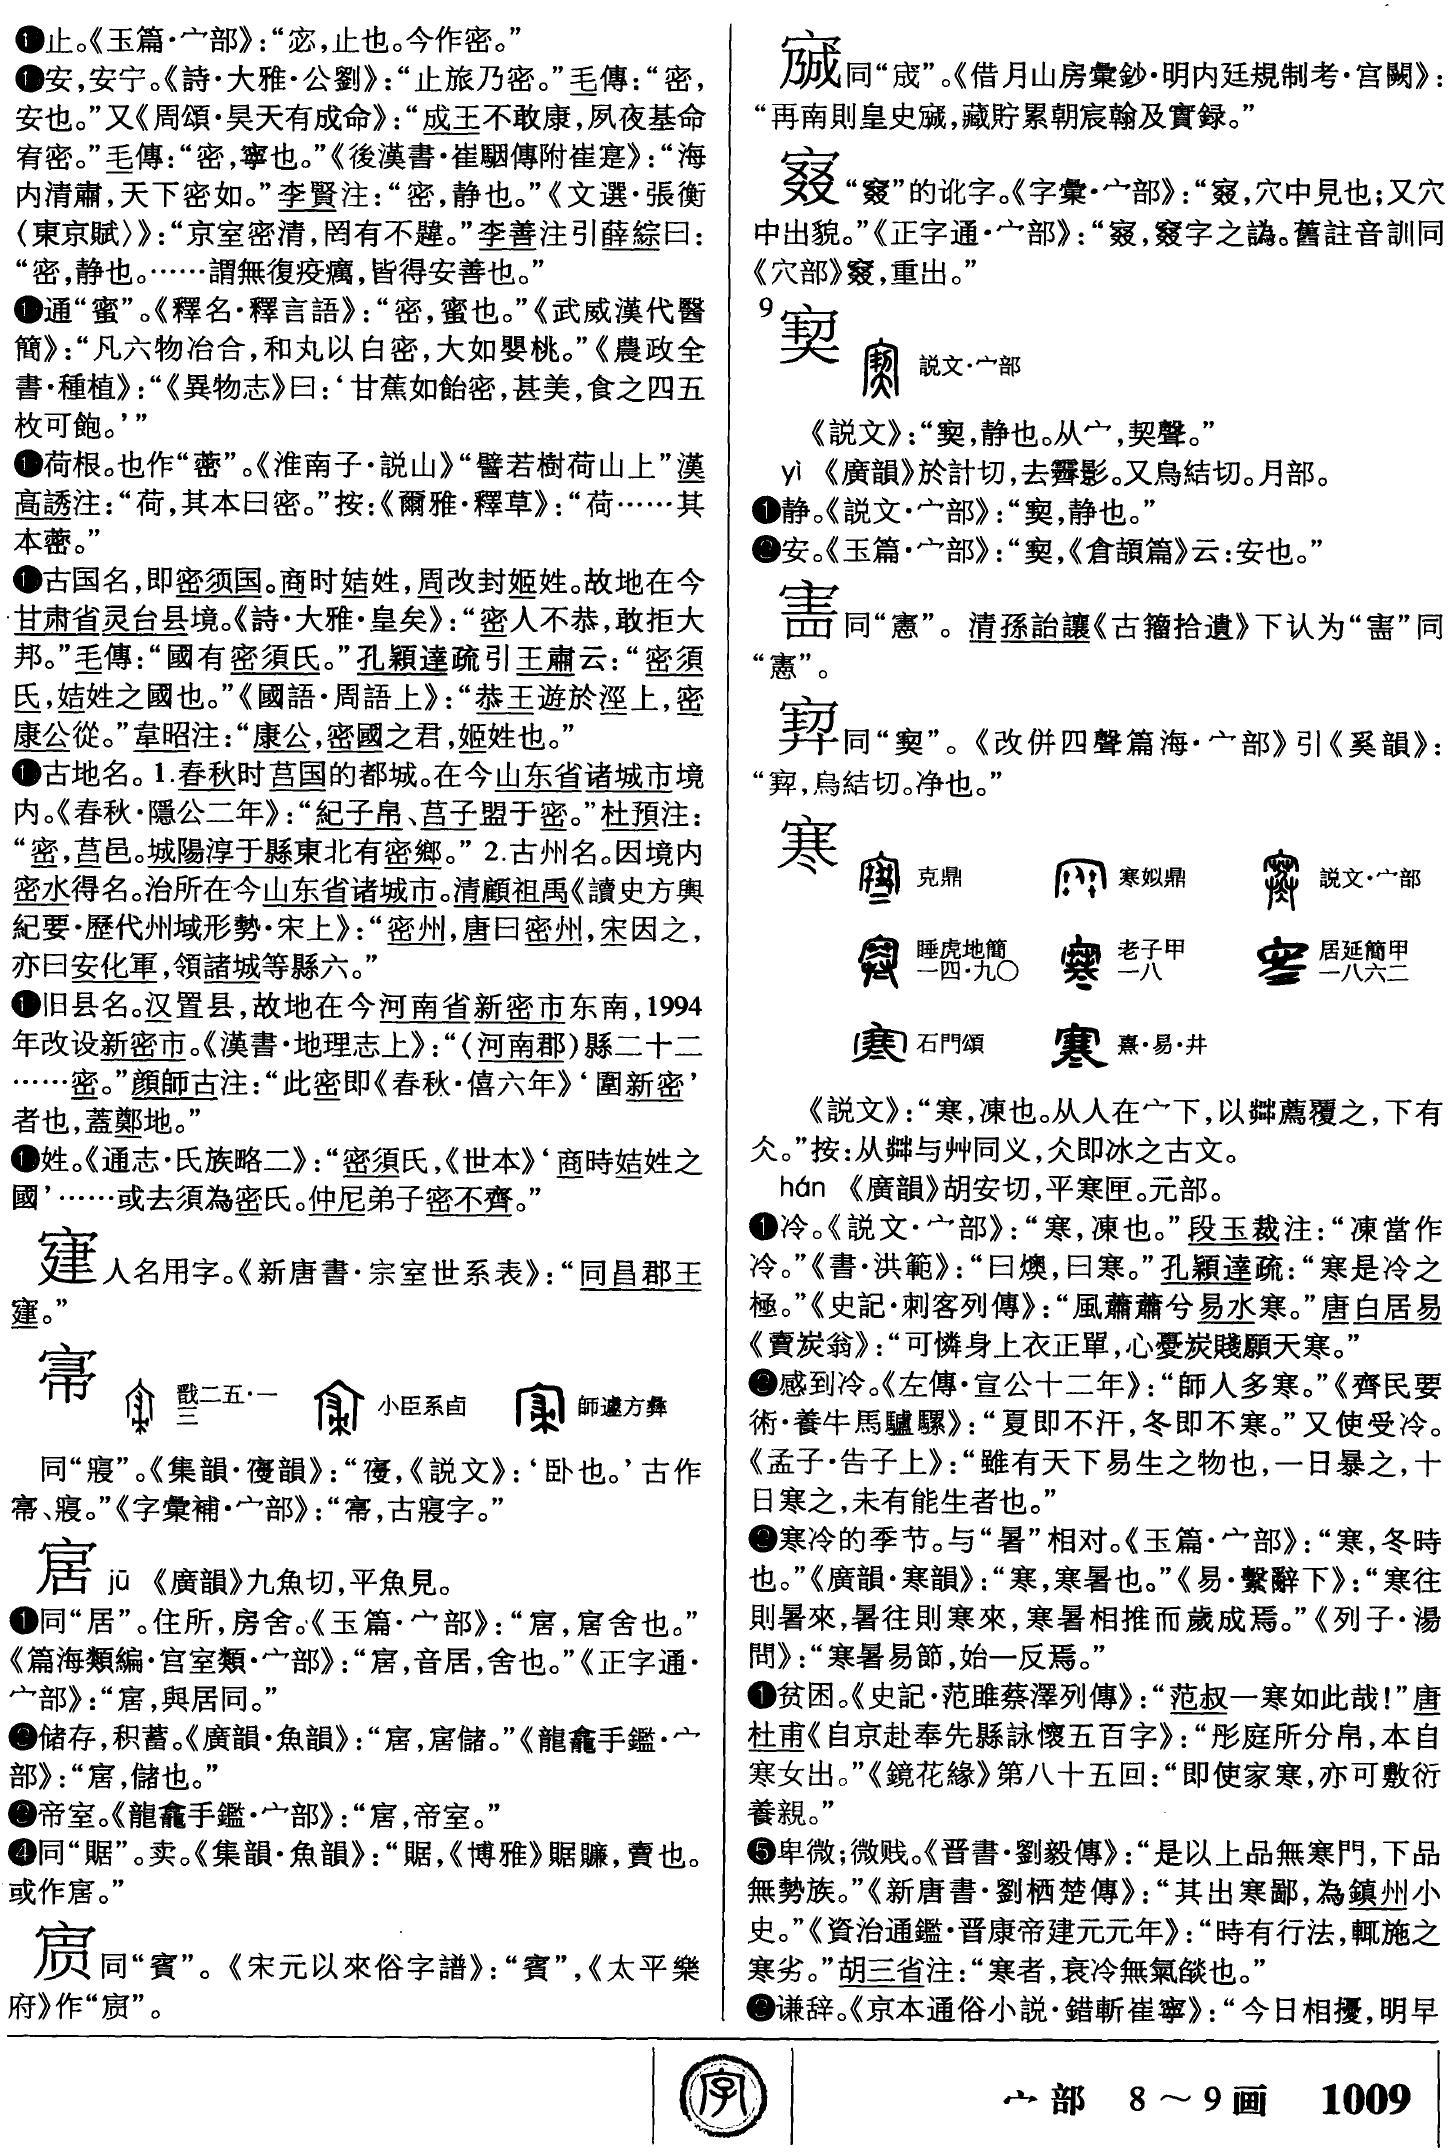 止。《玉篇·宀部》：“宓，止也。今作密。”
安，安宁。《詩·大雅·公劉》：“止旅乃密。”毛傳：“密，
安也。”又《周頌·昊天有成命》：“成王不敢康，夙夜基命
宥密。”毛傳：“密，寧也。”《後漢書·崔駰傳附崔寔》：“海
内清肅，天下密如。”李賢注：“密，静也。”《文選·張衡
〈東京賦〉》：“京室密清，罔有不韙。”李善注引薛綜曰：
“密，静也。……謂無復疫癘，皆得安善也。”
通“蜜”。《釋名·釋言語》：“密，蜜也。”《武威漢代醫
簡》：“凡六物冶合，和丸以白密，大如嬰桃。”《農政全
書·種植》：“《異物志》曰：‘甘蕉如飴密，甚美，食之四五
枚可飽。’”
荷根。也作“蔤”。《淮南子·説山》“譬若樹荷山上”漢
高誘注：“荷，其本曰密。”按：《爾雅·釋草》：“荷……其
本蔤。”
古国名，即密须国。商时姞姓，周改封姬姓。故地在今
甘肃省灵台县境。《詩·大雅·皇矣》：“密人不恭，敢拒大
邦。”毛傳：“國有密須氏。”孔穎達疏引王肅云：“密須
氏，姞姓之國也。”《國語·周語上》：“恭王遊於涇上，密
康公從。”韋昭注：“康公，密國之君，姬姓也。”
古地名。1.春秋时莒国的都城。在今山东省诸城市境
内。《春秋·隱公二年》：“紀子帛、莒子盟于密。”杜預注：
“密，莒邑。城陽淳于縣東北有密鄉。”2.古州名。因境内
密水得名。治所在今山东省诸城市。清顧祖禹《讀史方輿
紀要·歷代州域形勢·宋上》：“密州，唐曰密州，宋因之，
亦曰安化軍，領諸城等縣六。”
旧县名。汉置县，故地在今河南省新密市东南，1994
年改设新密市。《漢書·地理志上》：“（河南郡）縣二十二
……密。”顔師古注：“此密即《春秋·僖六年》‘圍新密’
者也，蓋鄭地。”
姓。《通志·氏族略二》：“密須氏，《世本》‘商時姞姓之
國’……或去須為密氏。仲尼弟子密不齊。”
人名用字。《新唐書·宗室世系表》：“同昌郡王
。”
㝲 戩二五·一三 小臣系卣 師遽方彝
同“寢”。《集韻·㝲韻》：“㝲，《説文》：‘卧也。’古作
㝲、寢。”《字彙補·宀部》：“㝲，古寢字。”
㝒 jū 《廣韻》九魚切，平魚見。
❶同“居”。住所，房舍。《玉篇·宀部》：“㝒，㝒舍也。”
《篇海類編·宫室類·宀部》：“㝒，音居，舍也。”《正字通·
宀部》：“㝒，與居同。”
❷储存，积蓄。《廣韻·魚韻》：“㝒，㝒儲。”《龍龕手鑑·宀
部》：“㝒，儲也。”
❸帝室。《龍龕手鑑·宀部》：“㝒，帝室。”
❹同“䝻”。卖。《集韻·魚韻》：“䝻，《博雅》䝻賺，賣也。
或作㝒。”
同“賓”。《宋元以來俗字譜》：“賓”，《太平樂
府》作“”。
同“宬”。《借月山房彙鈔·明内廷規制考·宫闕》：
“再南則皇史，藏貯累朝宸翰及實録。”
“”的讹字。《字彙·宀部》：“，穴中見也；又穴
中出貌。”《正字通·宀部》：“，字之譌。舊註音訓同
《穴部》，重出。”
9
㝣 説文·宀部
《説文》：“㝣，静也。从宀，契聲。”
yì 《廣韻》於計切，去霽影。又烏結切。月部。
❶静。《説文·宀部》：“㝣，静也。”
❷安。《玉篇·宀部》：“㝣，《倉頡篇》云：安也。”
同“憲”。清孫詒讓《古籀拾遺》下认为“”同
“憲”。
同“㝣”。《改併四聲篇海·宀部》引《奚韻》：
“，烏結切。净也。”
寒 克鼎 寒姒鼎 説文·宀部
睡虎地簡一四·九〇 老子甲一八 居延簡甲一八六二
石門頌 熹·易·井
《説文》：“寒，凍也。从人在宀下，以茻薦覆之，下有
仌。”按：从茻与艸同义，仌即冰之古文。
hán 《廣韻》胡安切，平寒匣。元部。
❶冷。《説文·宀部》：“寒，凍也。”段玉裁注：“凍當作
冷。”《書·洪範》：“曰燠，曰寒。”孔穎達疏：“寒是冷之
極。”《史記·刺客列傳》：“風蕭蕭兮易水寒。”唐白居易
《賣炭翁》：“可憐身上衣正單，心憂炭賤願天寒。”
❷感到冷。《左傳·宣公十二年》：“師人多寒。”《齊民要
術·養牛馬驢騾》：“夏即不汗，冬即不寒。”又使受冷。
《孟子·告子上》：“雖有天下易生之物也，一日暴之，十
日寒之，未有能生者也。”
❸寒冷的季节。与“暑”相对。《玉篇·宀部》：“寒，冬時
也。”《廣韻·寒韻》：“寒，寒暑也。”《易·繫辭下》：“寒往
則暑來，暑往則寒來，寒暑相推而歲成焉。”《列子·湯
問》：“寒暑易節，始一反焉。”
❹贫困。《史記·范雎蔡澤列傳》：“范叔一寒如此哉！”唐
杜甫《自京赴奉先縣詠懷五百字》：“彤庭所分帛，本自
寒女出。”《鏡花緣》第八十五回：“即使家寒，亦可敷衍
養親。”
❺卑微；微贱。《晋書·劉毅傳》：“是以上品無寒門，下品
無勢族。”《新唐書·劉栖楚傳》：“其出寒鄙，為鎮州小
史。”《資治通鑑·晋康帝建元元年》：“時有行法，輒施之
寒劣。”胡三省注：“寒者，衰冷無氣燄也。”
❻谦辞。《京本通俗小説·錯斬崔寧》：“今日相擾，明早
字
宀部 8～9画 1009